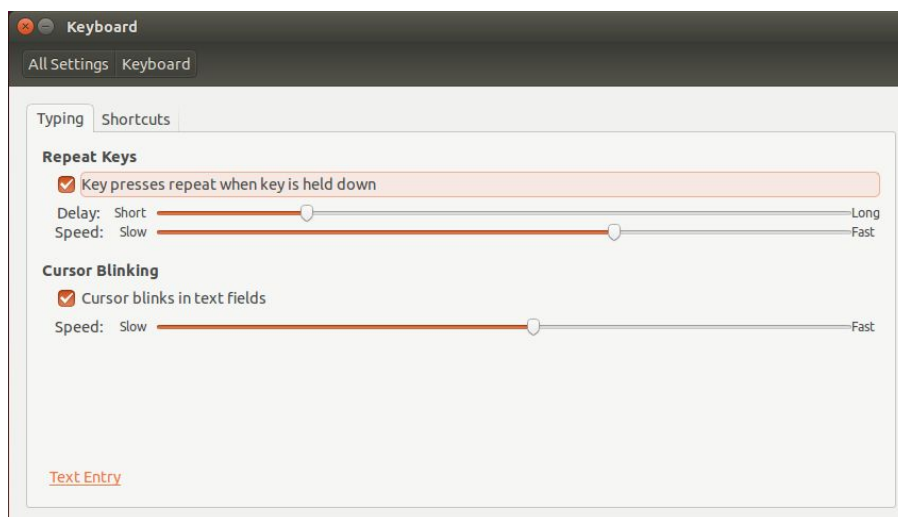 Keyboard
All Settings Keyboard
Typing Shortcuts
Repeat Keys
Key presses repeat when key is held down
Delay: Short Long
Speed: Slow Fast
Cursor Blinking
Cursor blinks in text fields
Speed: Slow Fast
Text Entry